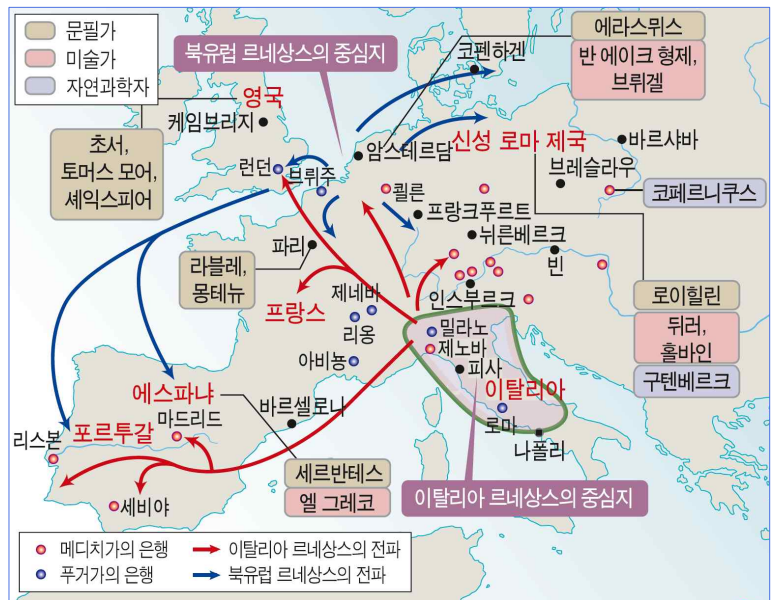 문필가
미술가
자연과학자
북유럽 르네상스의 중심지
에라스뮈스
반 에이크 형제,
브뤼겔
코펜하겐
영국
케임브리지
초서,
토머스 모어,
셰익스피어
런던
브뤼주
암스테르담
신성 로마 제국
바르샤바
브레슬라우
코페르니쿠스
쾰른
프랑크푸르트
뉘른베르크
빈
파리
라블레,
몽테뉴
제네바
프랑스
리옹
아비뇽
인스부르크
로이힐린
뒤러,
홀바인
구텐베르크
밀라노
제노바
피사
이탈리아
로마
나폴리
에스파냐
마드리드
바르셀로나
리스본
포르투갈
세비야
세르반테스
엘 그레코
이탈리아 르네상스의 중심지
메디치가의 은행
이탈리아 르네상스의 전파
푸거가의 은행
북유럽 르네상스의 전파